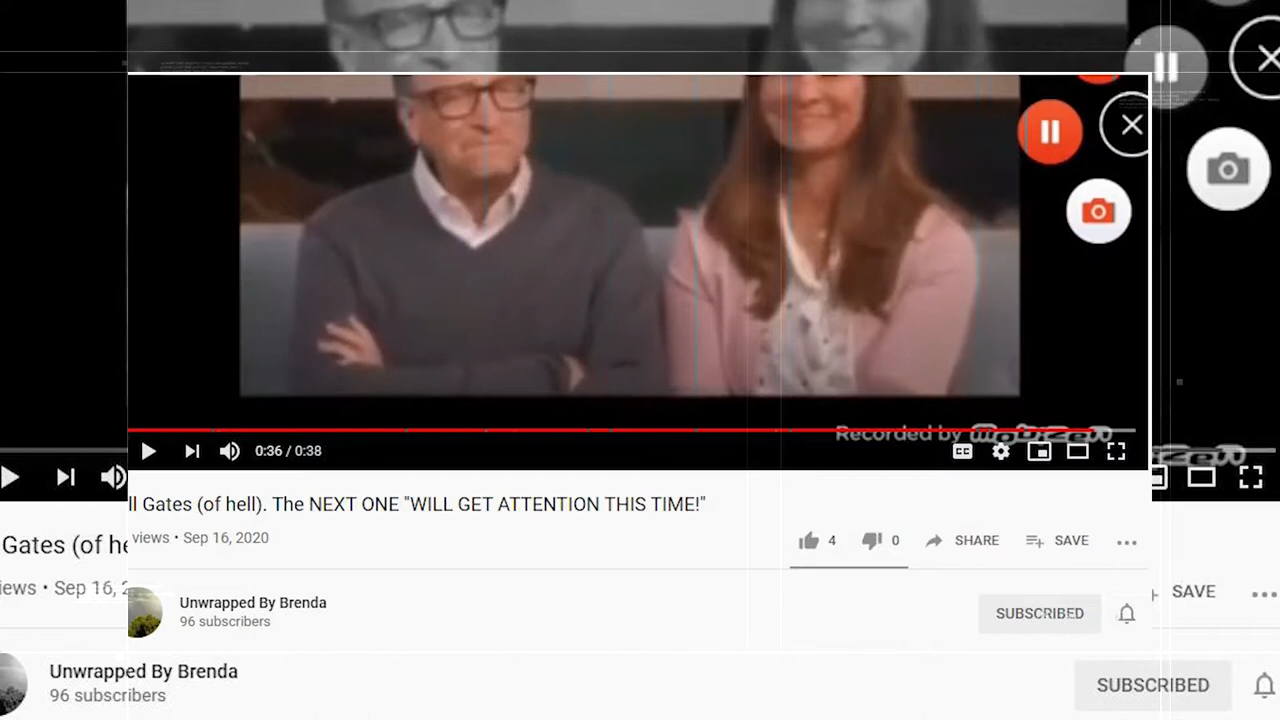 Recorded by mobizen
0:36 / 0:38
CC
ll Gates (of hell). The NEXT ONE "WILL GET ATTENTION THIS TIME!"
views • Sep 16, 2020
4
0
SHARE
SAVE
Gates (of he
iews • Sep 16, 2
SAVE
Unwrapped By Brenda
96 subscribers
SUBSCRIBED
Unwrapped By Brenda
96 subscribers
SUBSCRIBED